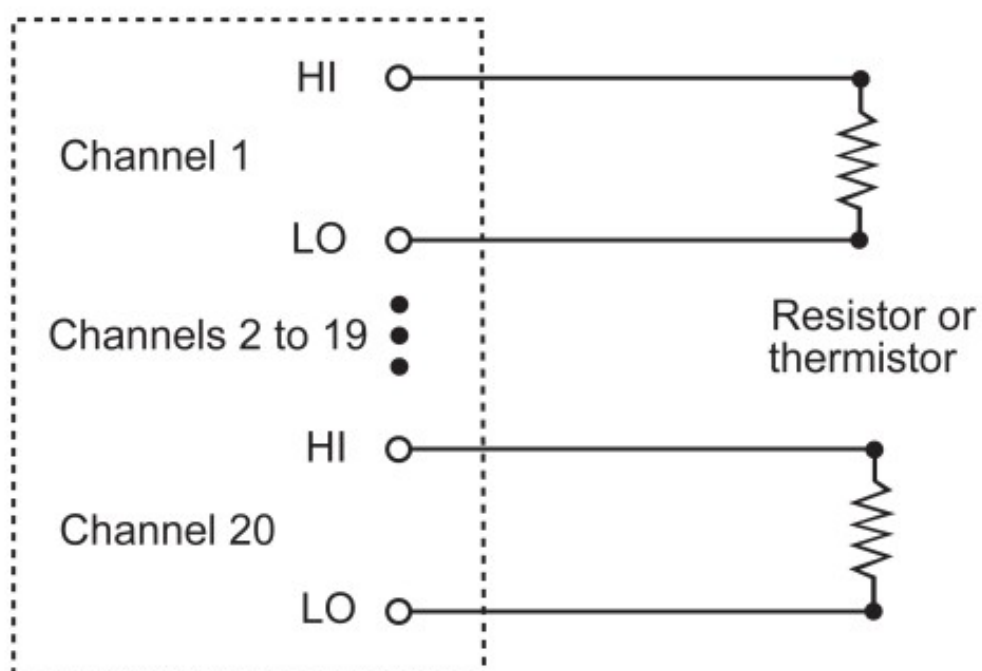 HI
Channel 1
LO
Channels 2 to 19
Resistor or
thermistor
HI
Channel 20
LO